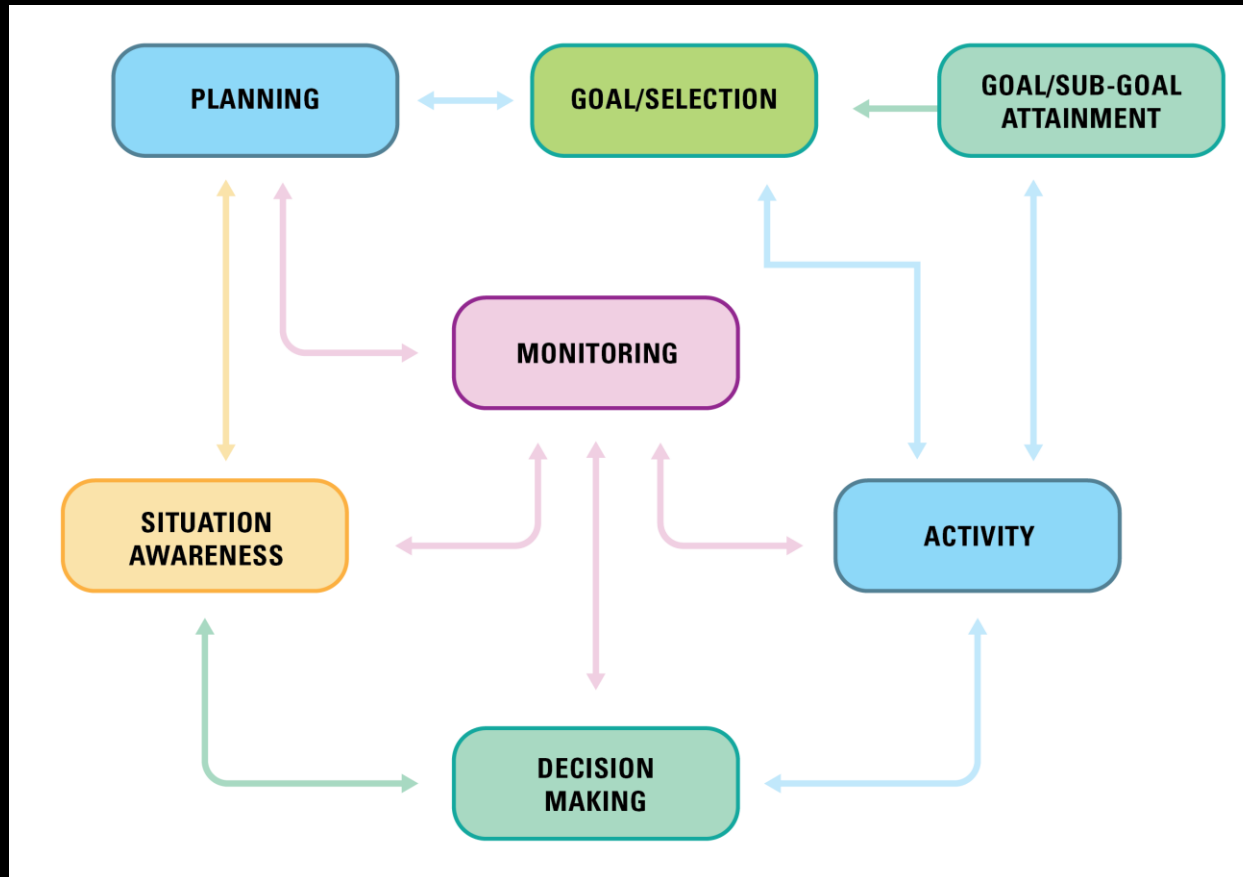 PLANNING
GOAL/SELECTION
GOAL/SUB-GOAL
ATTAINMENT
MONITORING
SITUATION
AWARENESS
ACTIVITY
DECISION
MAKING